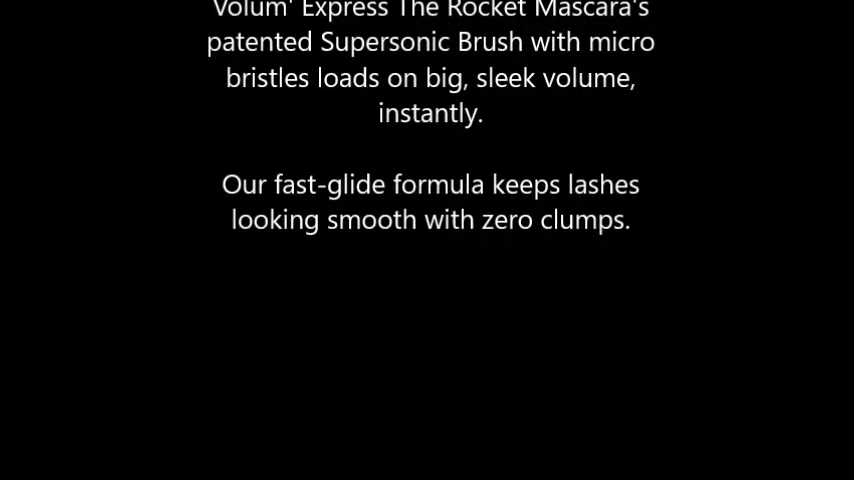 Volum' Express The Rocket Mascara's
patented Supersonic Brush with micro
bristles loads on big, sleek volume,
instantly.
Our fast-glide formula keeps lashes
looking smooth with zero clumps.